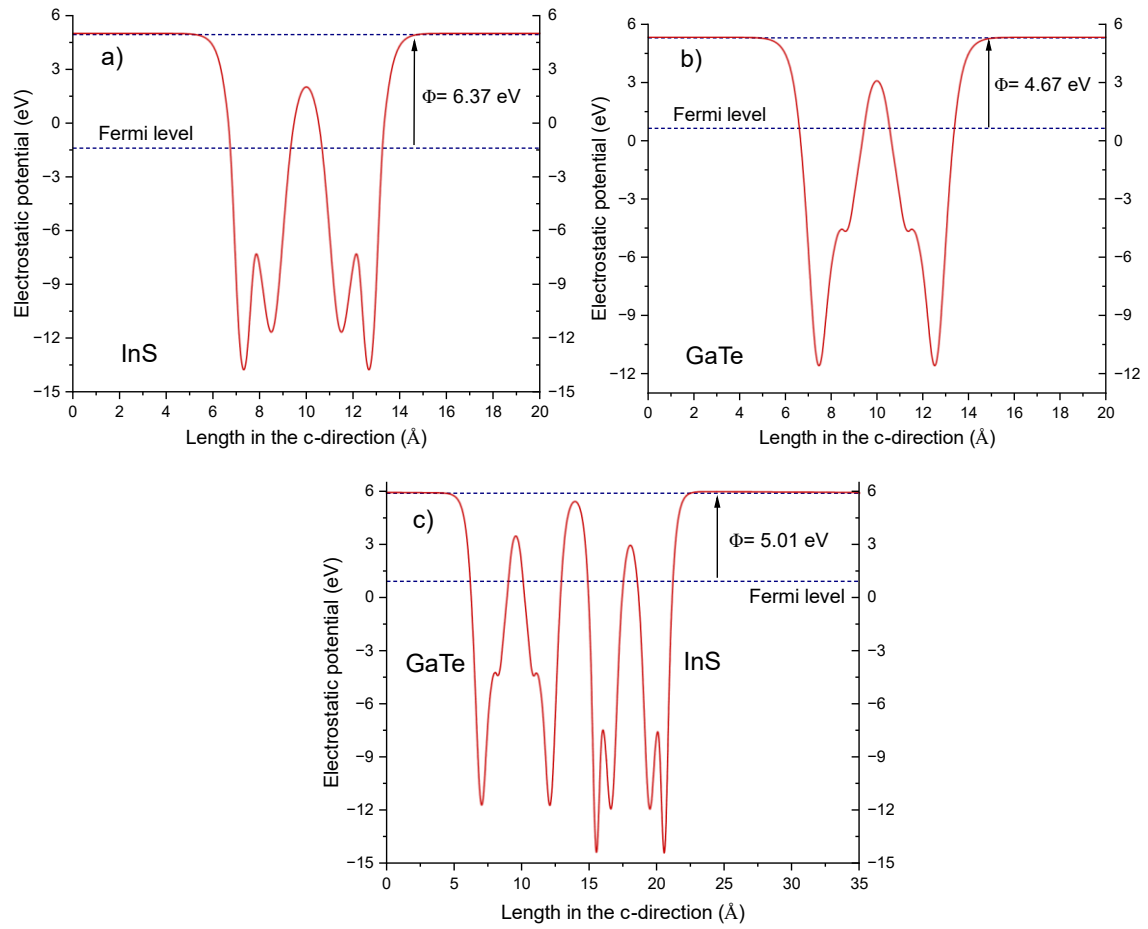 a)
Φ= 6.37 eV
Fermi level
InS
Electrostatic potential (eV)
6
3
0
−3
−6
−9
−12
−15
6
3
0
−3
−6
−9
−12
−15
0 2 4 6 8 10 12 14 16 18 20
Length in the c-direction (Å)
b)
Φ= 4.67 eV
Fermi level
GaTe
Electrostatic potential (eV)
6
3
0
−3
−6
−9
−12
6
3
0
−3
−6
−9
−12
0 2 4 6 8 10 12 14 16 18 20
Length in the c-direction (Å)
c)
Φ= 5.01 eV
Fermi level
GaTe
InS
Electrostatic potential (eV)
6
3
0
−3
−6
−9
−12
−15
6
3
0
−3
−6
−9
−12
−15
0 5 10 15 20 25 30 35
Length in the c-direction (Å)